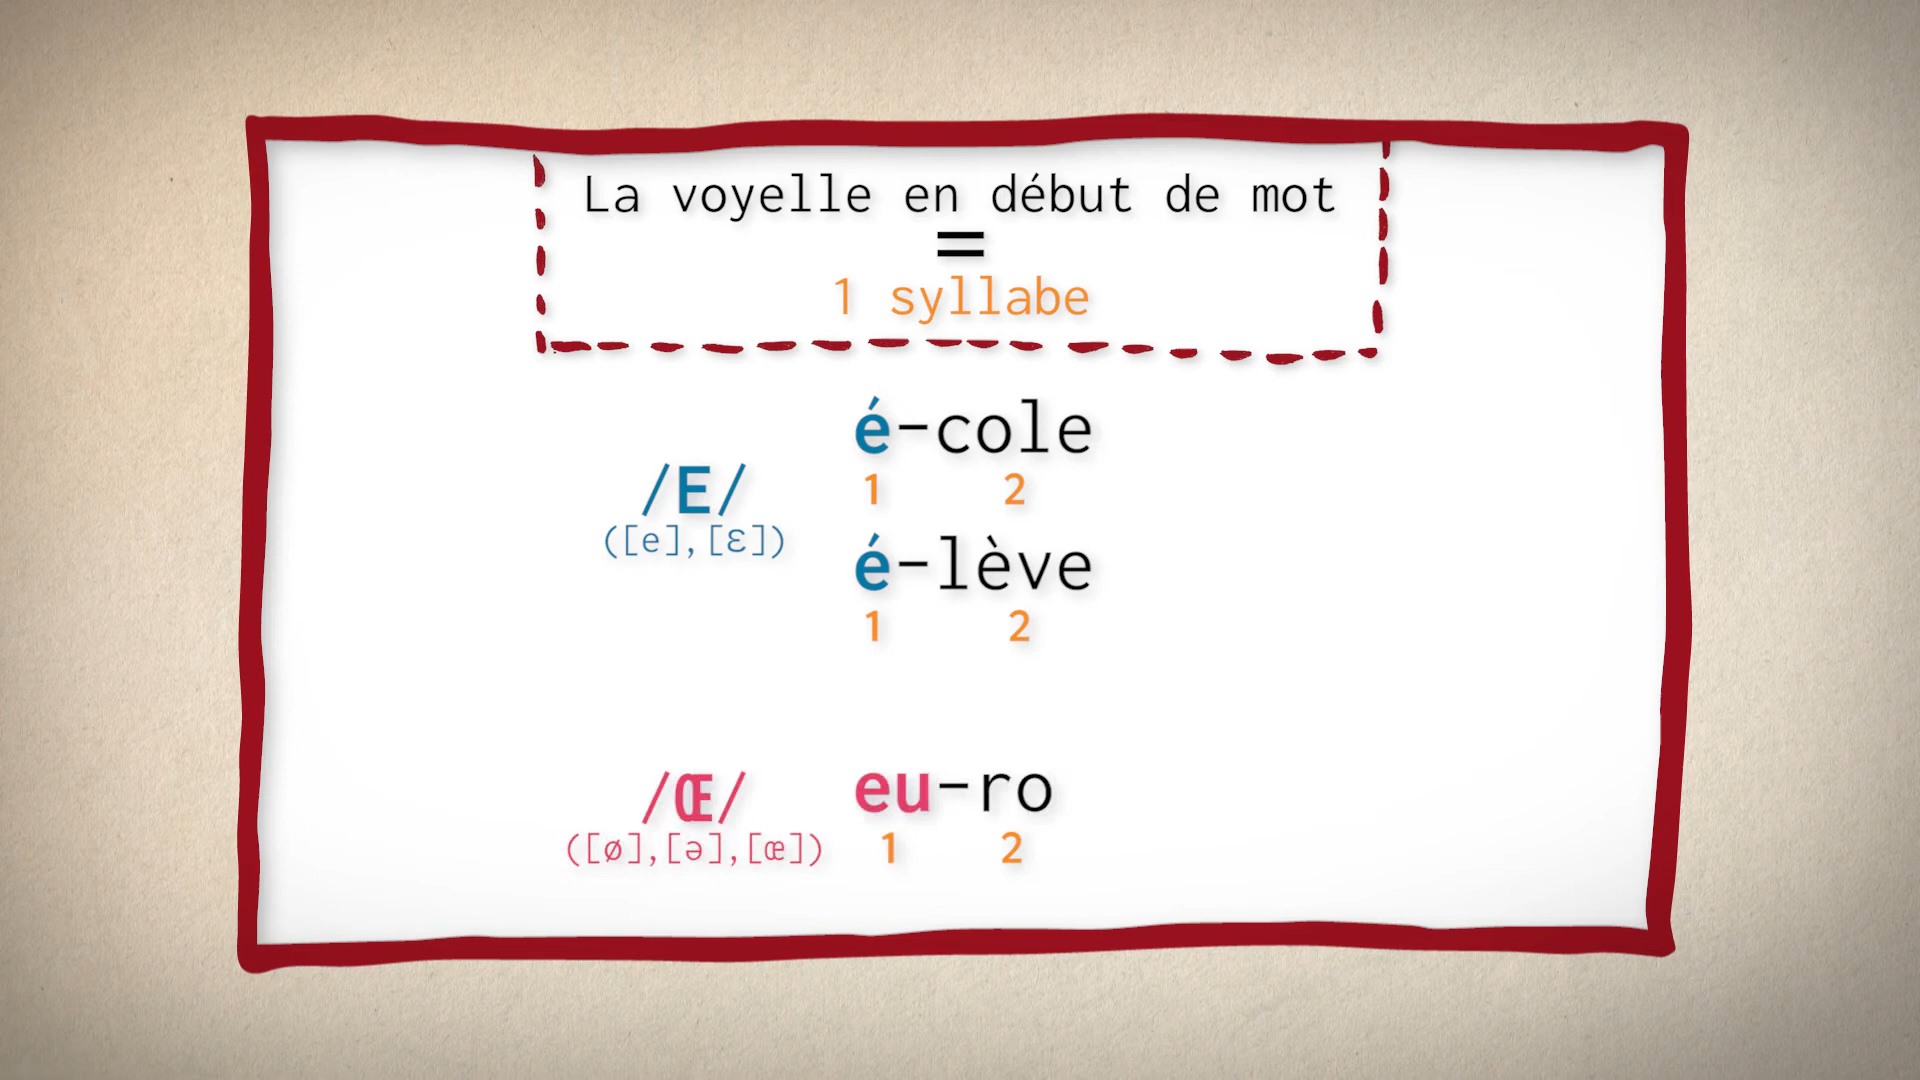 La voyelle en début de mot
=
1 syllabe
é-cole
1 2
/E/
([e],[ɛ])
é-lève
1 2
/Œ/ eu-ro
([ø],[ə],[œ]) 1 2